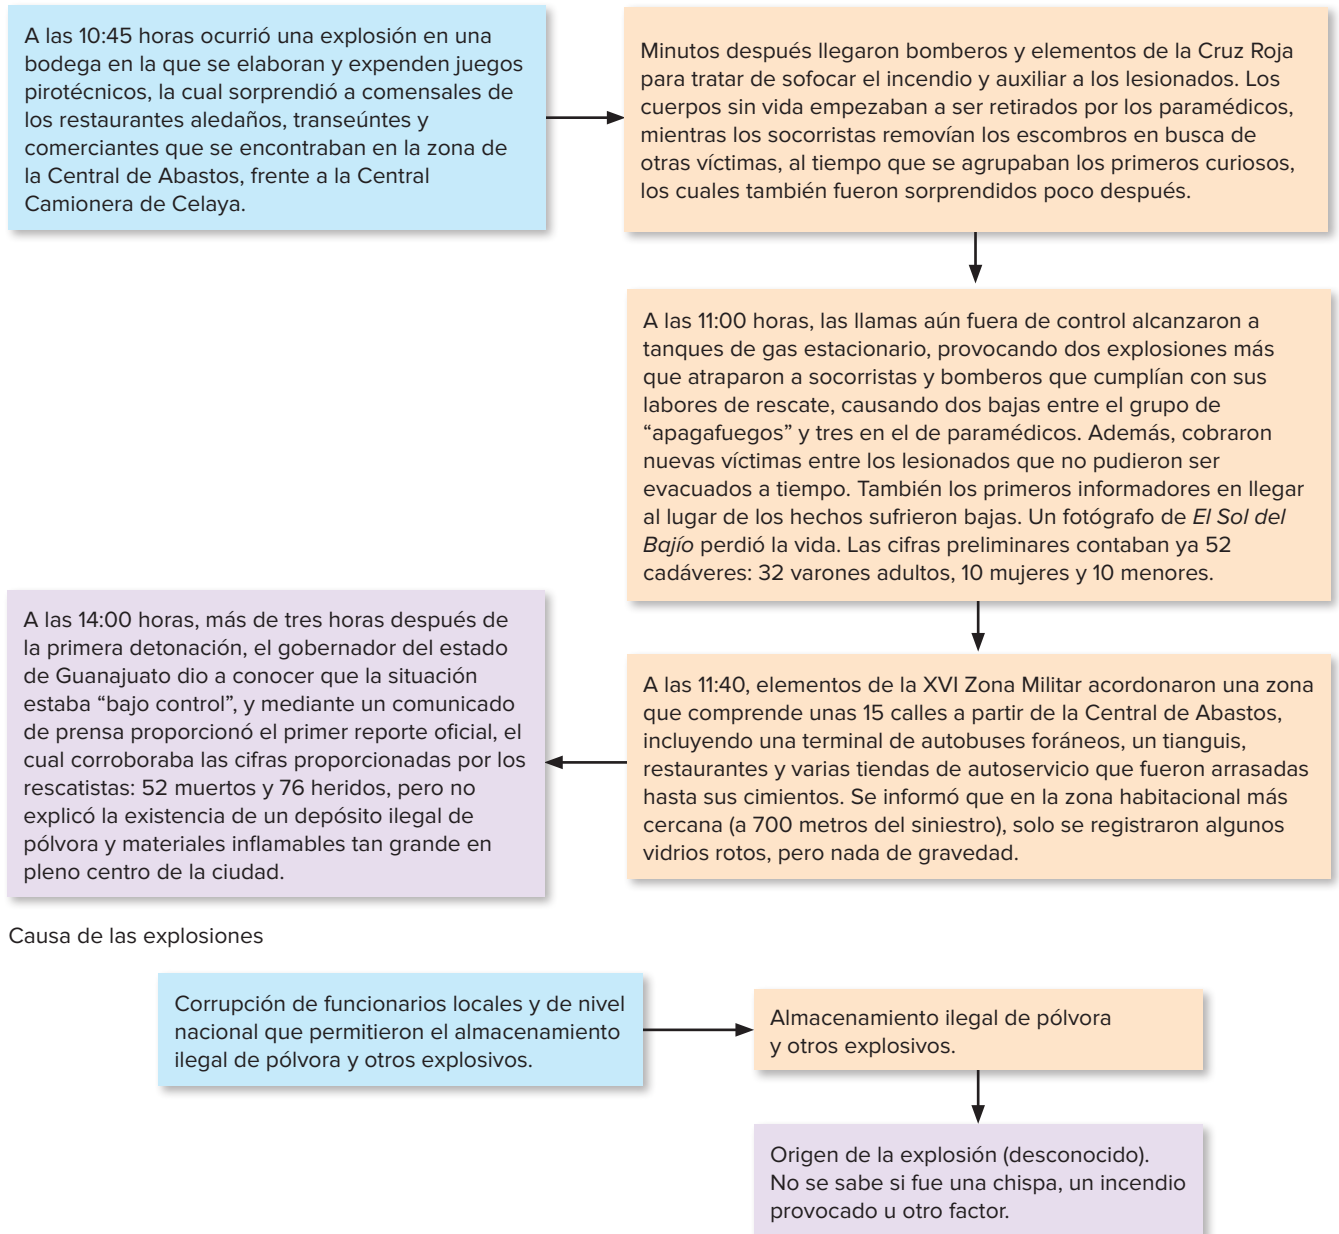 A las 10:45 horas ocurrió una explosión en una
bodega en la que se elaboran y expenden juegos
pirotécnicos, la cual sorprendió a comensales de
los restaurantes aledaños, transeúntes y
comerciantes que se encontraban en la zona de
la Central de Abastos, frente a la Central
Camionera de Celaya.
Minutos después llegaron bomberos y elementos de la Cruz Roja
para tratar de sofocar el incendio y auxiliar a los lesionados. Los
cuerpos sin vida empezaban a ser retirados por los paramédicos,
mientras los socorristas removían los escombros en busca de
otras víctimas, al tiempo que se agrupaban los primeros curiosos,
los cuales también fueron sorprendidos poco después.
A las 11:00 horas, las llamas aún fuera de control alcanzaron a
tanques de gas estacionario, provocando dos explosiones más
que atraparon a socorristas y bomberos que cumplían con sus
labores de rescate, causando dos bajas entre el grupo de
“apagafuegos” y tres en el de paramédicos. Además, cobraron
nuevas víctimas entre los lesionados que no pudieron ser
evacuados a tiempo. También los primeros informadores en llegar
al lugar de los hechos sufrieron bajas. Un fotógrafo de El Sol del
Bajío perdió la vida. Las cifras preliminares contaban ya 52
cadáveres: 32 varones adultos, 10 mujeres y 10 menores.
A las 11:40, elementos de la XVI Zona Militar acordonaron una zona
que comprende unas 15 calles a partir de la Central de Abastos,
incluyendo una terminal de autobuses foráneos, un tianguis,
restaurantes y varias tiendas de autoservicio que fueron arrasadas
hasta sus cimientos. Se informó que en la zona habitacional más
cercana (a 700 metros del siniestro), solo se registraron algunos
vidrios rotos, pero nada de gravedad.
A las 14:00 horas, más de tres horas después de
la primera detonación, el gobernador del estado
de Guanajuato dio a conocer que la situación
estaba “bajo control”, y mediante un comunicado
de prensa proporcionó el primer reporte oficial, el
cual corroboraba las cifras proporcionadas por los
rescatistas: 52 muertos y 76 heridos, pero no
explicó la existencia de un depósito ilegal de
pólvora y materiales inflamables tan grande en
pleno centro de la ciudad.
Causa de las explosiones
Corrupción de funcionarios locales y de nivel
nacional que permitieron el almacenamiento
ilegal de pólvora y otros explosivos.
Almacenamiento ilegal de pólvora
y otros explosivos.
Origen de la explosión (desconocido).
No se sabe si fue una chispa, un incendio
provocado u otro factor.